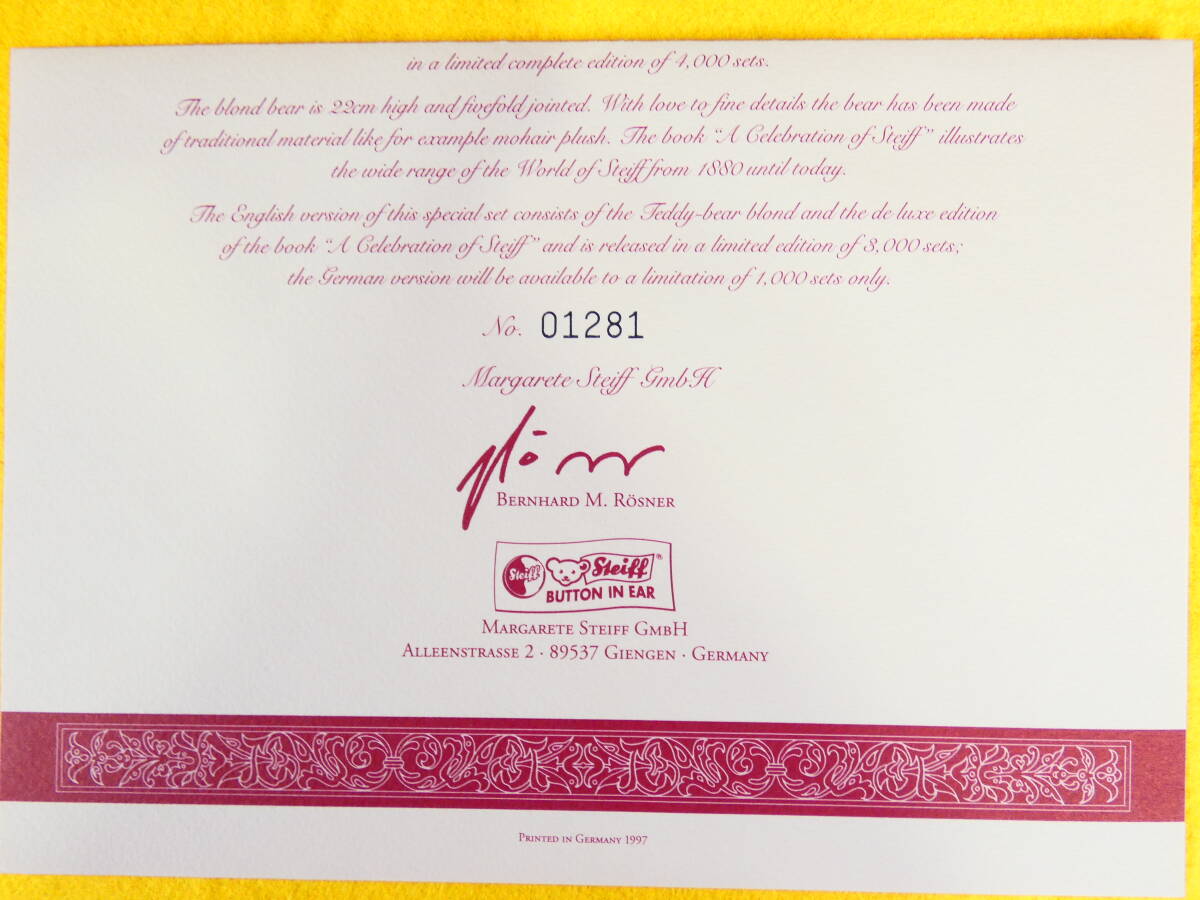 in a limited complete edition of 4,000 sets.
The blond bear is 22cm high and fivefold jointed. With love to fine details the bear has been made
of traditional material like for example mohair plush. The book “A Celebration of Steiff” illustrates
the wide range of the World of Steiff from 1880 until today.
The English version of this special set consists of the Teddy-bear blond and the de luxe edition
of the book “A Celebration of Steiff” and is released in a limited edition of 3,000 sets;
the German version will be available to a limitation of 1,000 sets only.
No. 01281
Margarete Steiff GmbH
Bernhard M. Rösner
Steiff Steiff®
BUTTON IN EAR
Margarete Steiff GmbH
Alleenstrasse 2 · 89537 Giengen · Germany
Printed in Germany 1997